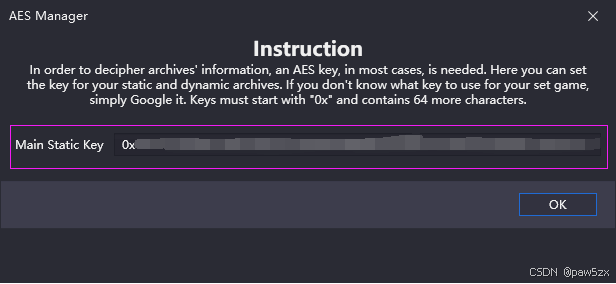 AES Manager
Instruction
In order to decipher archives' information, an AES key, in most cases, is needed. Here you can set
the key for your static and dynamic archives. If you don't know what key to use for your set game,
simply Google it. Keys must start with "0x" and contains 64 more characters.
Main Static Key 0x
OK
CSDN @paw5zx